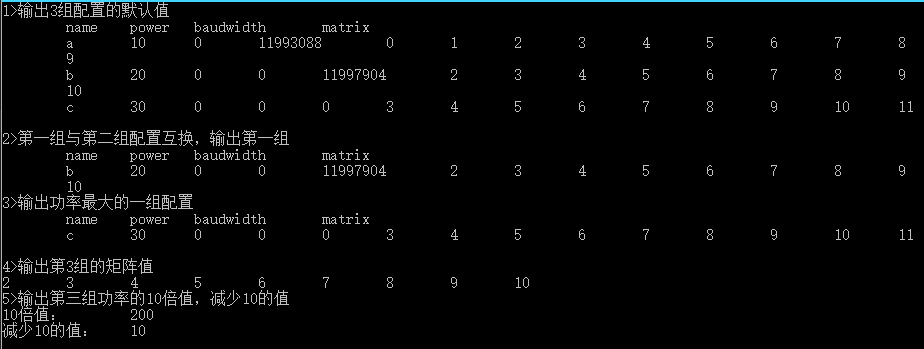 1>输出3组配置的默认值
name power baudwidth matrix
a 10 0 11993088 0 1 2 3 4 5 6 7 8
9
b 20 0 0 11997904 2 3 4 5 6 7 8 9
10
c 30 0 0 0 3 4 5 6 7 8 9 10 11
2>第一组与第二组配置互换，输出第一组
name power baudwidth matrix
b 20 0 0 11997904 2 3 4 5 6 7 8 9
10
3>输出功率最大的一组配置
name power baudwidth matrix
c 30 0 0 0 3 4 5 6 7 8 9 10 11
4>输出第3组的矩阵值
2 3 4 5 6 7 8 9 10
5>输出第三组功率的10倍值，减少10的值
10倍值： 200
减少10的值： 10